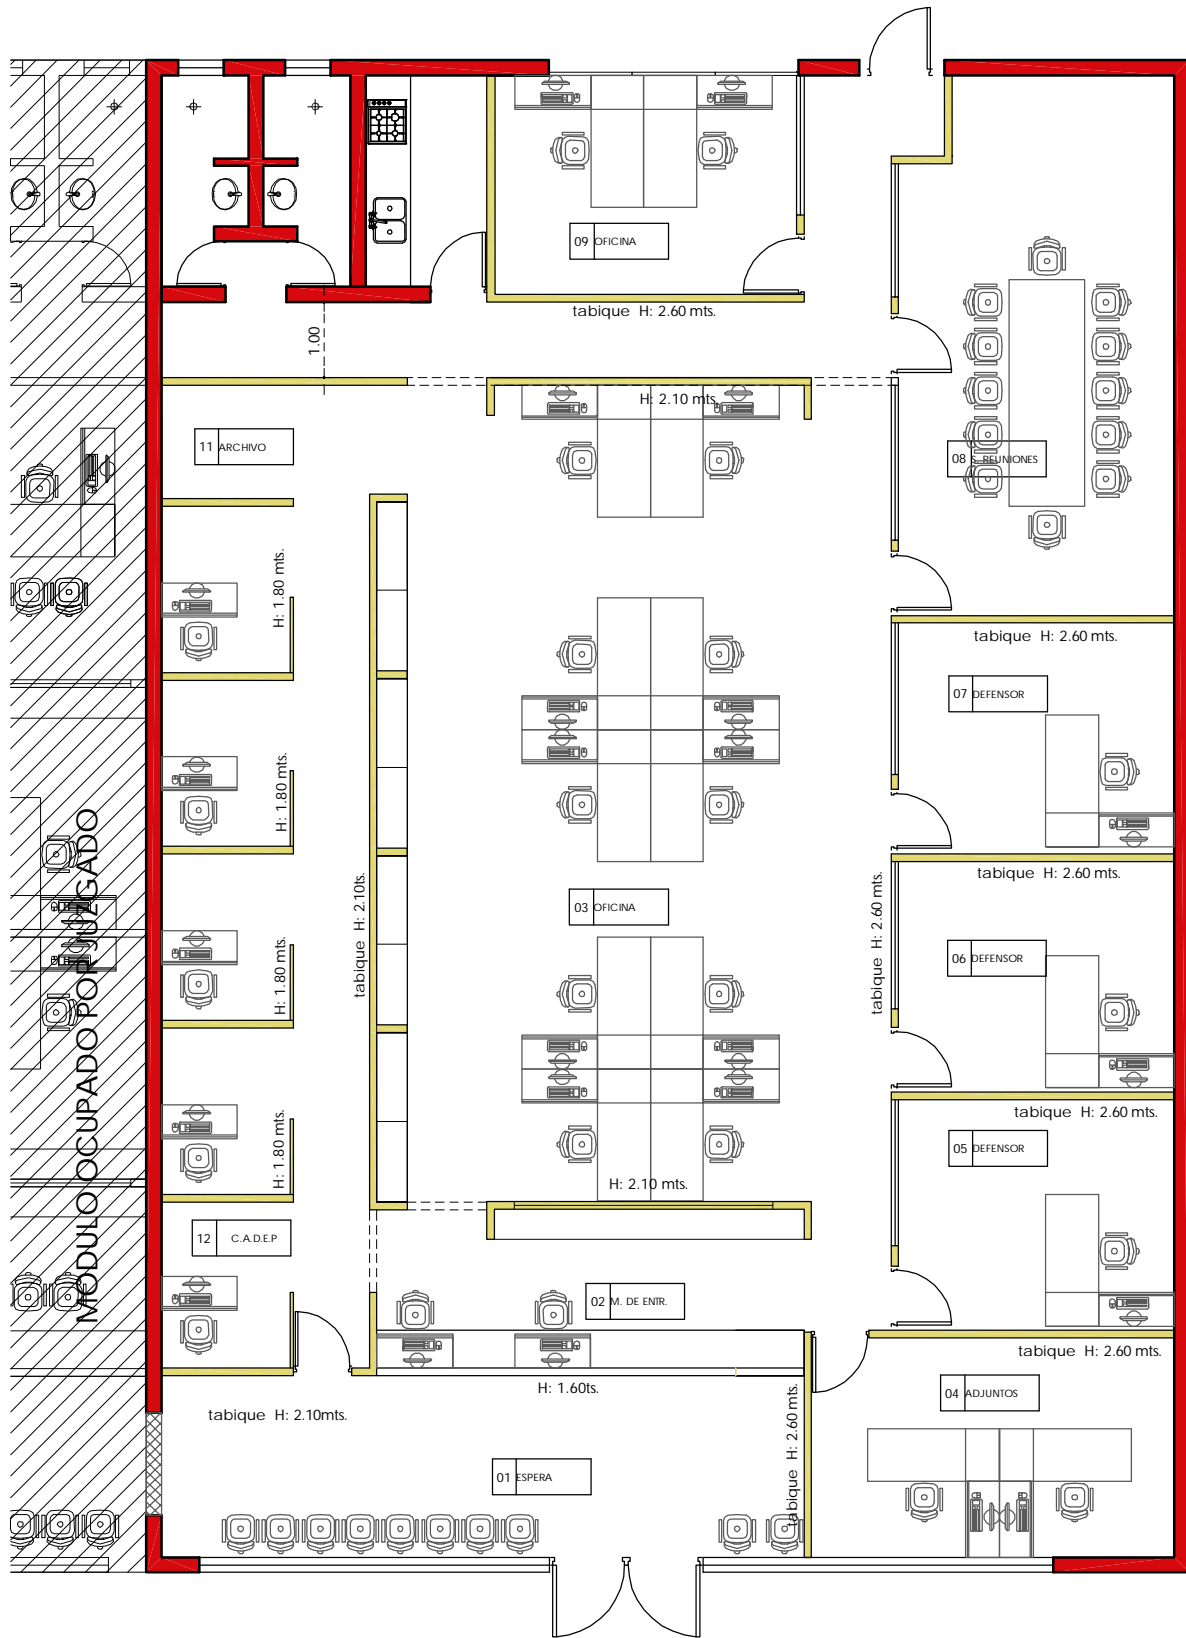 09 OFICINA
tabique H: 2.60 mts.
1.00
H: 2.10 mts.
11 ARCHIVO
08 S. REUNIONES
H: 1.80 mts.
tabique H: 2.60 mts.
07 DEFENSOR
H: 1.80 mts.
MODULO OCUPADO POR JUZGADO
tabique H: 2.10ts.
03 OFICINA
tabique H: 2.60 mts.
tabique H: 2.60 mts.
06 DEFENSOR
H: 1.80 mts.
tabique H: 2.60 mts.
05 DEFENSOR
H: 1.80 mts.
H: 2.10 mts.
12 C.A.D.E.P
02 M. DE ENTR.
tabique H: 2.60 mts.
04 ADJUNTOS
H: 1.60ts.
tabique H: 2.10mts.
tabique H: 2.60 mts.
01 ESPERA